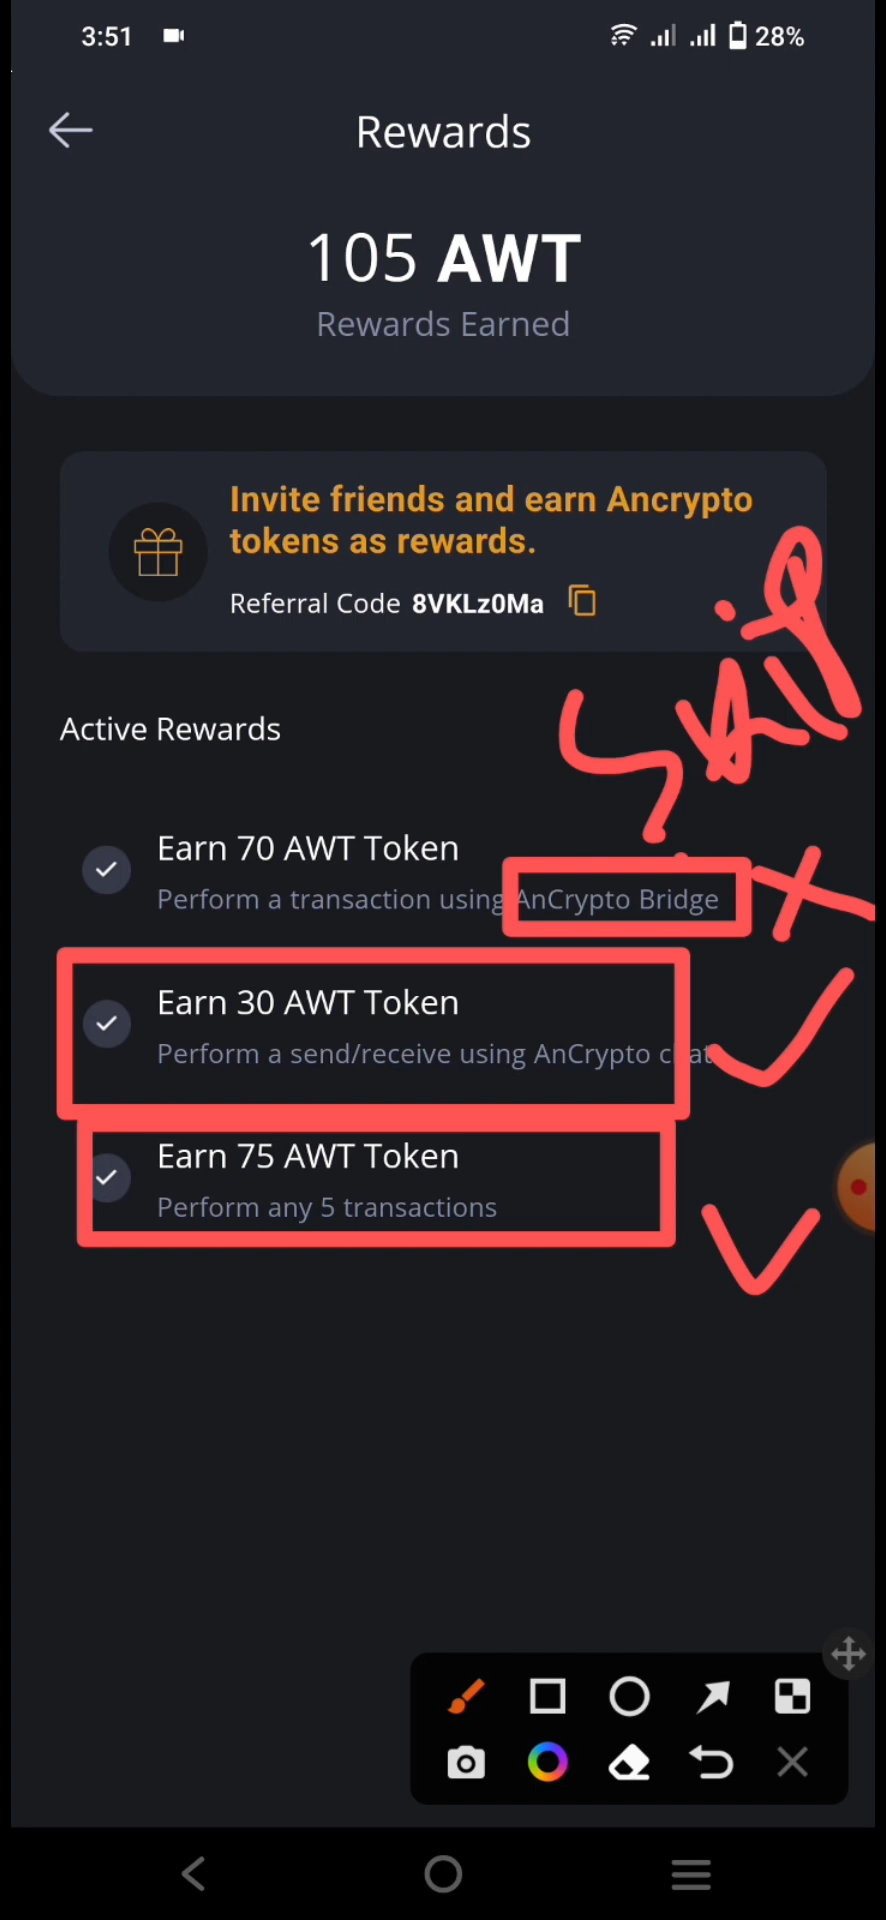 3:51
28%
Rewards
105 AWT
Rewards Earned
Invite friends and earn Ancrypto
tokens as rewards.
Referral Code 8VKLz0Ma
Skip
Active Rewards
Earn 70 AWT Token
Perform a transaction using AnCrypto Bridge
Earn 30 AWT Token
Perform a send/receive using AnCrypto chat
Earn 75 AWT Token
Perform any 5 transactions